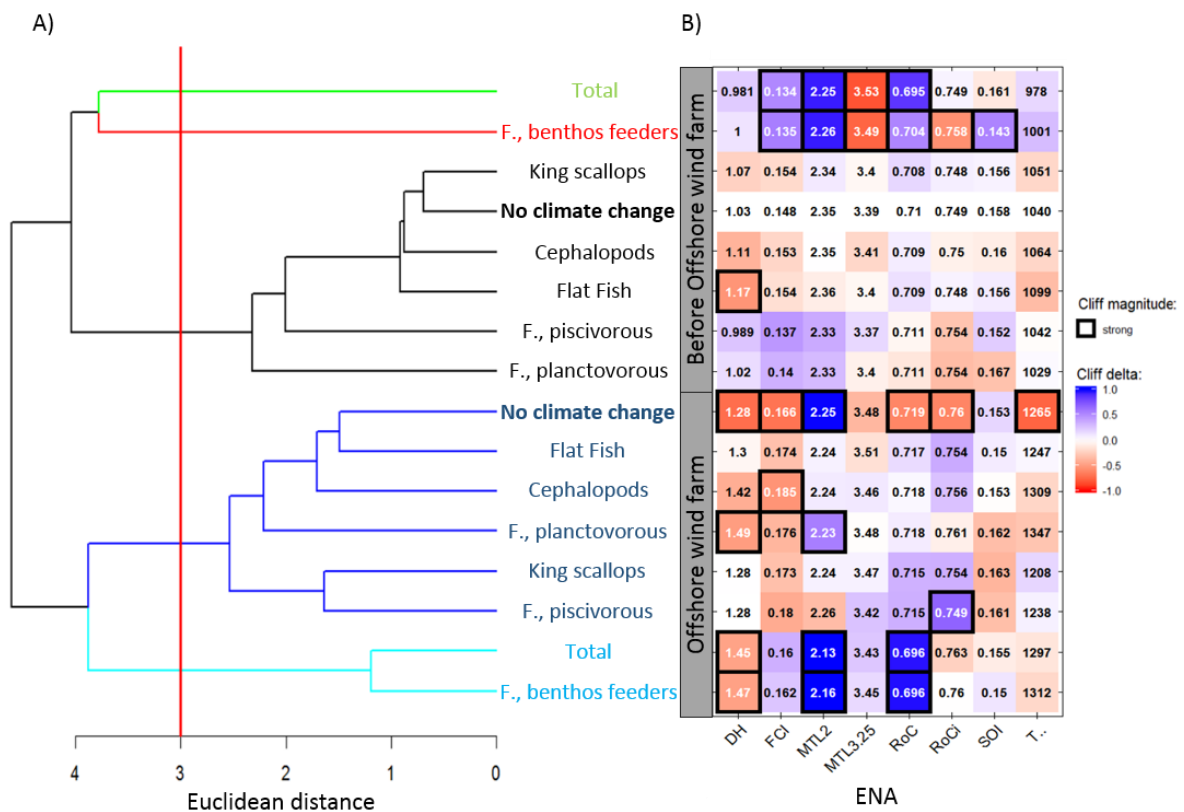 A)
B)
Total
F., benthos feeders
King scallops
No climate change
Cephalopods
Flat Fish
F., piscivorous
F., planctovorous
No climate change
Flat Fish
Cephalopods
F., planctovorous
King scallops
F., piscivorous
Total
F., benthos feeders
4 3 2 1 0
Euclidean distance
Before Offshore wind farm
Offshore wind farm
0.981 0.134 2.25 3.53 0.695 0.749 0.161 978
1 0.135 2.26 3.49 0.704 0.758 0.143 1001
1.07 0.154 2.34 3.4 0.708 0.748 0.156 1051
1.03 0.148 2.35 3.39 0.71 0.749 0.158 1040
1.11 0.153 2.35 3.41 0.709 0.75 0.16 1064
1.17 0.154 2.36 3.4 0.709 0.748 0.156 1099
0.989 0.137 2.33 3.37 0.711 0.754 0.152 1042
1.02 0.14 2.33 3.4 0.711 0.754 0.167 1029
1.28 0.166 2.25 3.48 0.719 0.76 0.153 1265
1.3 0.174 2.24 3.51 0.717 0.754 0.15 1247
1.42 0.185 2.24 3.46 0.718 0.756 0.153 1309
1.49 0.176 2.23 3.48 0.718 0.761 0.162 1347
1.28 0.173 2.24 3.47 0.715 0.754 0.163 1208
1.28 0.18 2.26 3.42 0.715 0.749 0.161 1238
1.45 0.16 2.13 3.43 0.696 0.763 0.155 1297
1.47 0.162 2.16 3.45 0.696 0.76 0.15 1312
DH FCI MTL2 MTL3.25 RoC RoCi SOI T..
ENA
Cliff magnitude:
strong
Cliff delta:
1.0
0.5
0.0
-0.5
-1.0